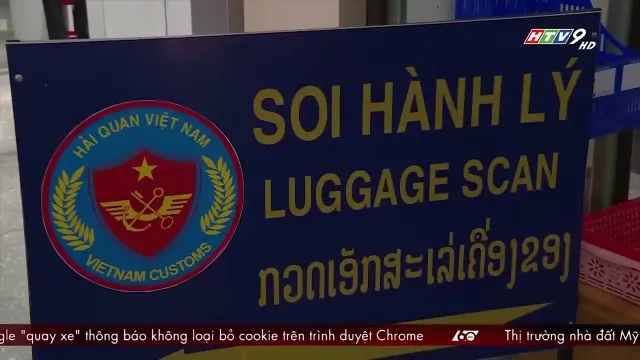 HTV9 HD
SOI HÀNH LÝ
HẢI QUAN VIỆT NAM
LUGGAGE SCAN
VIETNAM CUSTOMS
ກວດເອັກສະເລ່ເຄື່ອງຂອງ
gle "quay xe" thông báo không loại bỏ cookie trên trình duyệt Chrome
60 Thị trường nhà đất Mỹ